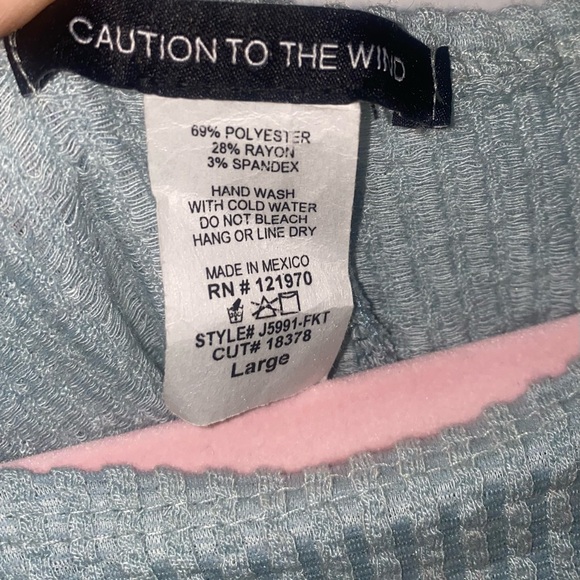 CAUTION TO THE WIND
69% POLYESTER
28% RAYON
3% SPANDEX
HAND WASH
WITH COLD WATER
DO NOT BLEACH
HANG OR LINE DRY
MADE IN MEXICO
RN # 121970
STYLE# J5991-FKT
CUT# 18378
Large